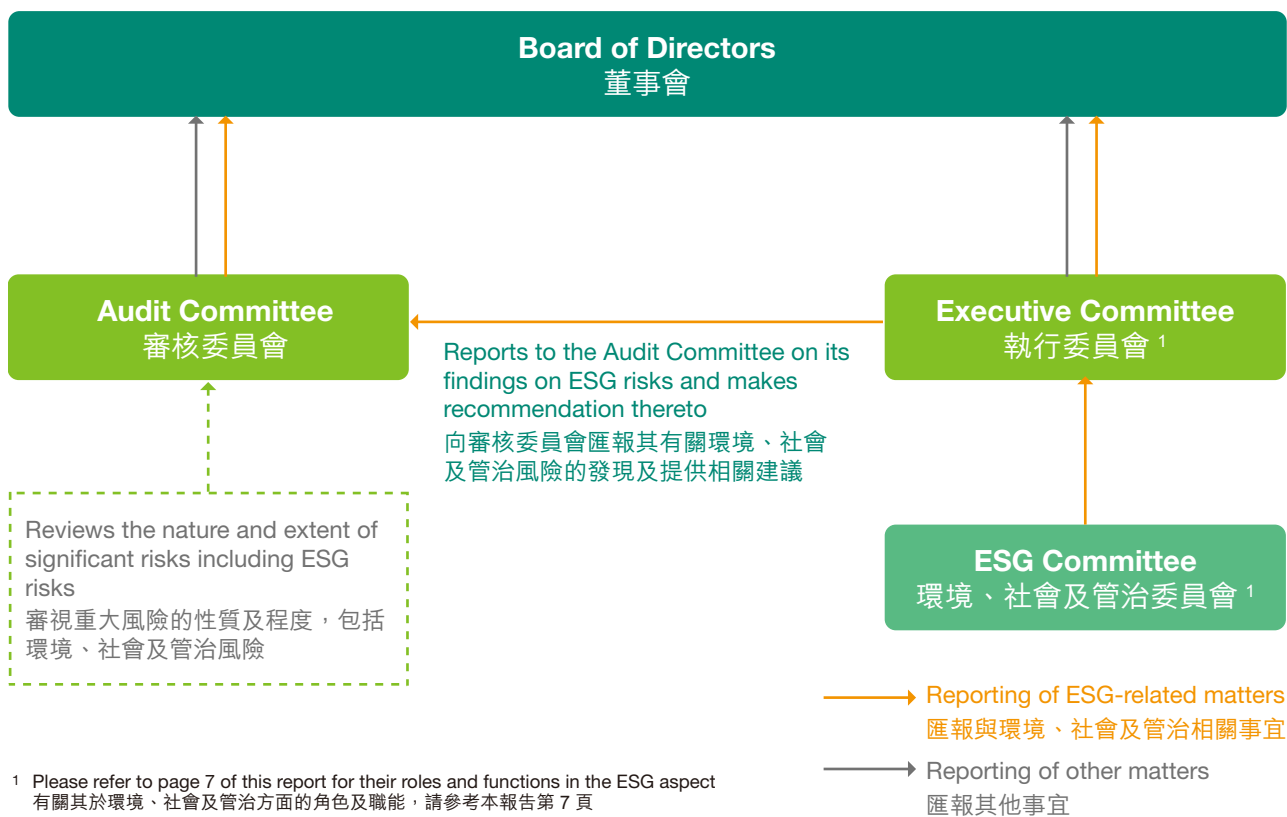 Board of Directors
董事會
Audit Committee
審核委員會
Executive Committee
執行委員會 1
Reports to the Audit Committee on its
findings on ESG risks and makes
recommendation thereto
向審核委員會匯報其有關環境、社會
及管治風險的發現及提供相關建議
Reviews the nature and extent of
significant risks including ESG
risks
審視重大風險的性質及程度，包括
環境、社會及管治風險
ESG Committee
環境、社會及管治委員會 1
Reporting of ESG-related matters
匯報與環境、社會及管治相關事宜
Reporting of other matters
匯報其他事宜
1 Please refer to page 7 of this report for their roles and functions in the ESG aspect
有關其於環境、社會及管治方面的角色及職能，請參考本報告第 7 頁